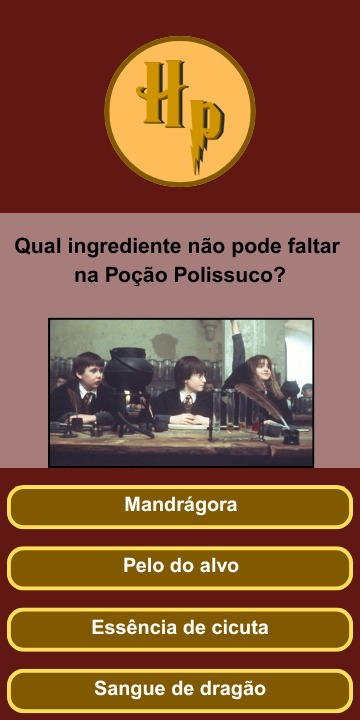 HP
Qual ingrediente não pode faltar
na Poção Polissuco?
Mandrágora
Pelo do alvo
Essência de cicuta
Sangue de dragão